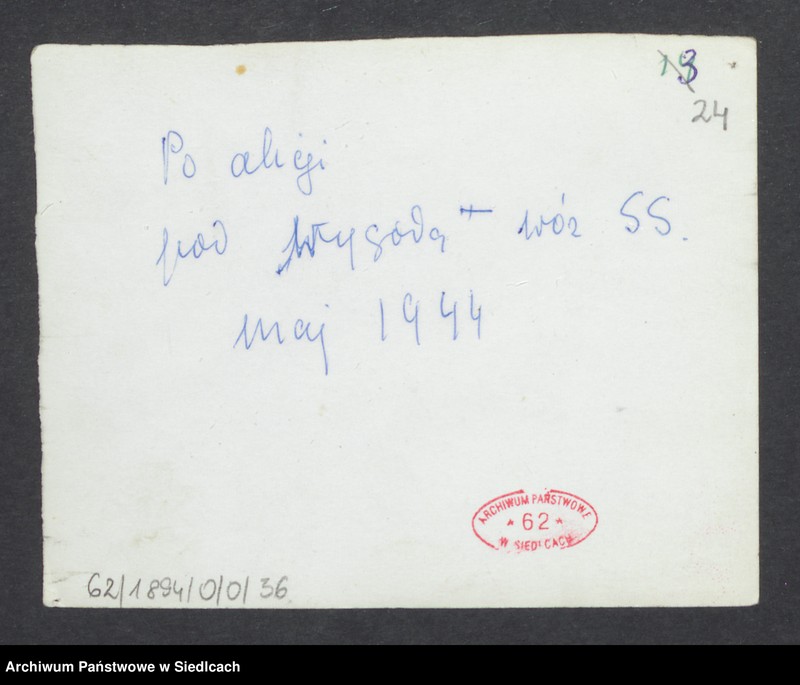 24
Po akcji
pod Wygodą – wóz SS.
maj 1944
ARCHIWUM PAŃSTWOWE
* 62 *
W SIEDLCACH
62/1894/0/0/36
Archiwum Państwowe w Siedlcach